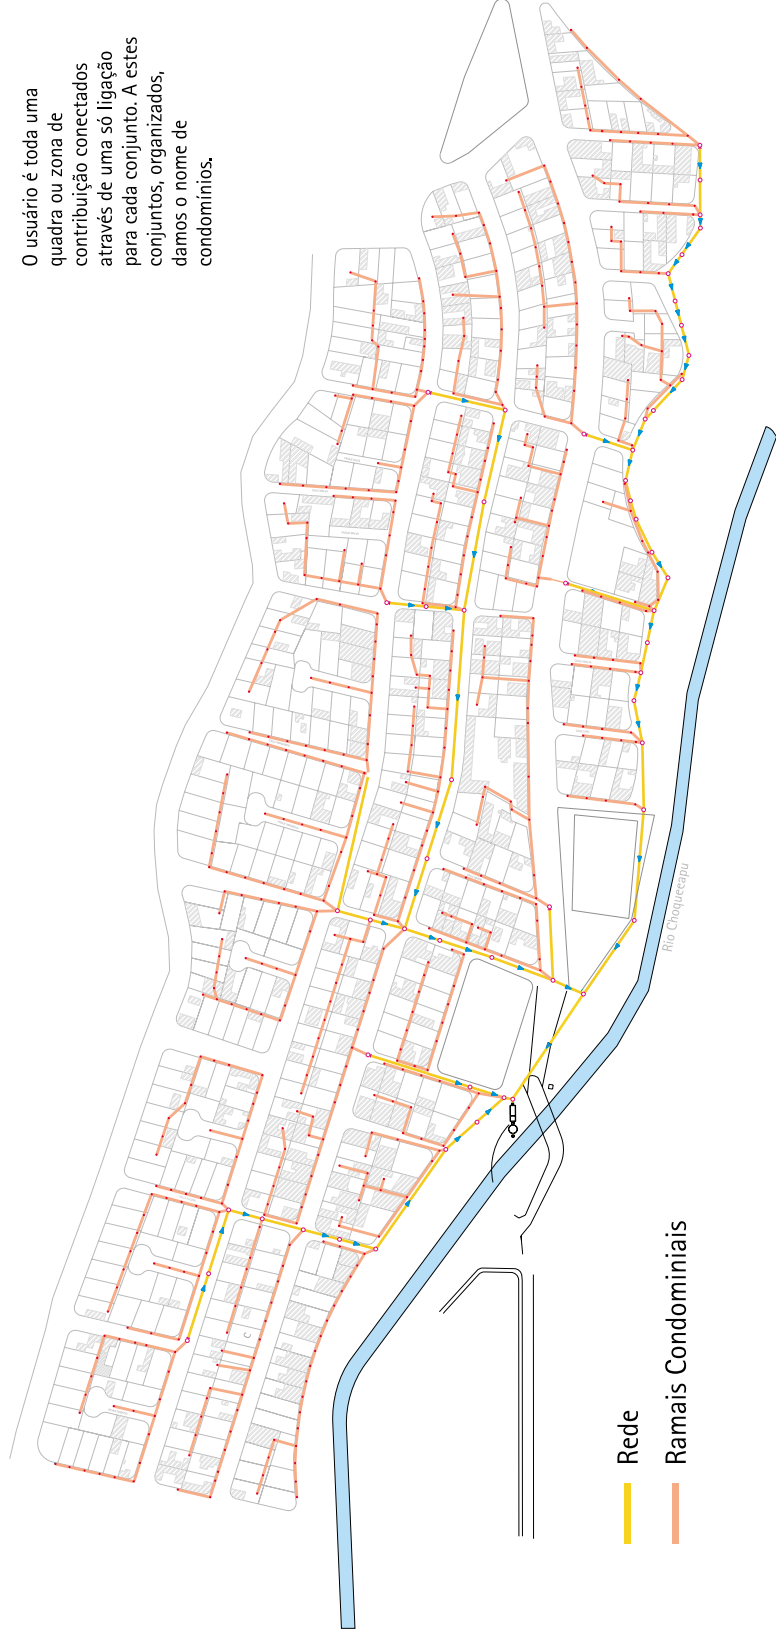 O usuário é toda uma
quadra ou zona de
contribuição conectados
através de uma só ligação
para cada conjunto. A estes
conjuntos, organizados,
damos o nome de
condomínios.
Rio Choqueeapu
C
Rede
Ramais Condominiais